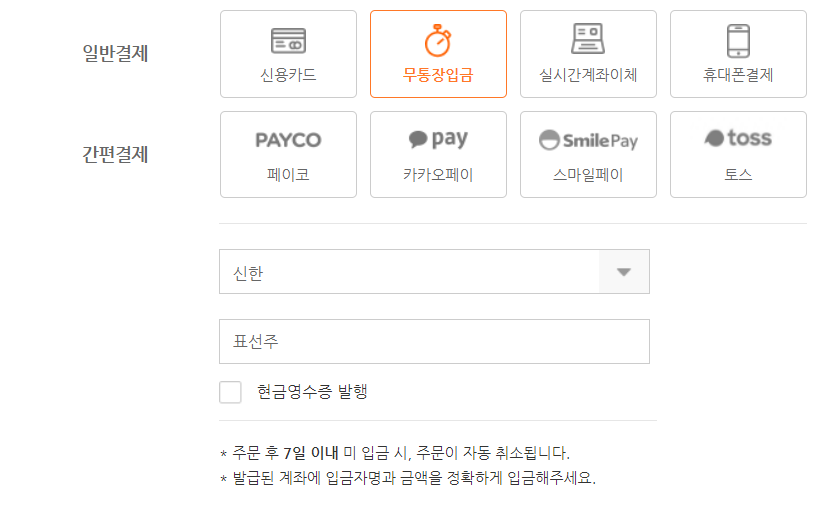 일반결제
신용카드
무통장입금
실시간계좌이체
휴대폰결제
간편결제
PAYCO
페이코
pay
카카오페이
SmilePay
스마일페이
toss
토스
신한
표선주
현금영수증 발행
* 주문 후 7일 이내 미 입금 시, 주문이 자동 취소됩니다.
* 발급된 계좌에 입금자명과 금액을 정확하게 입금해주세요.